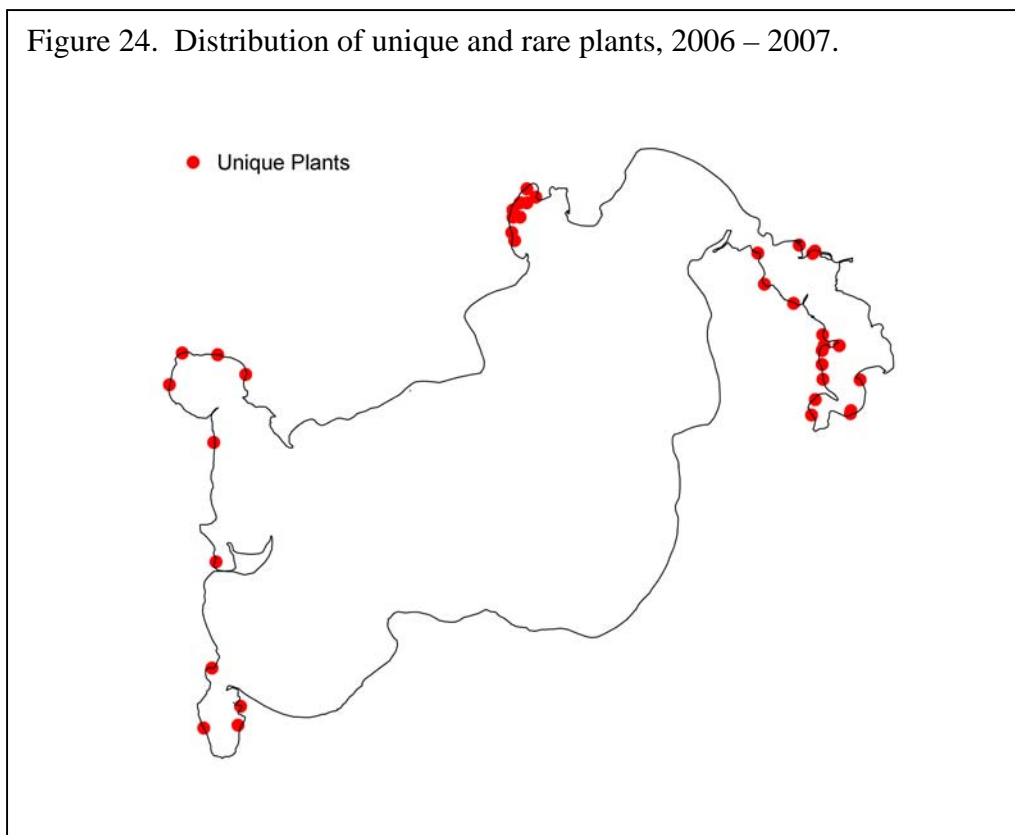 Figure 24.  Distribution of unique and rare plants, 2006 – 2007.
Unique Plants